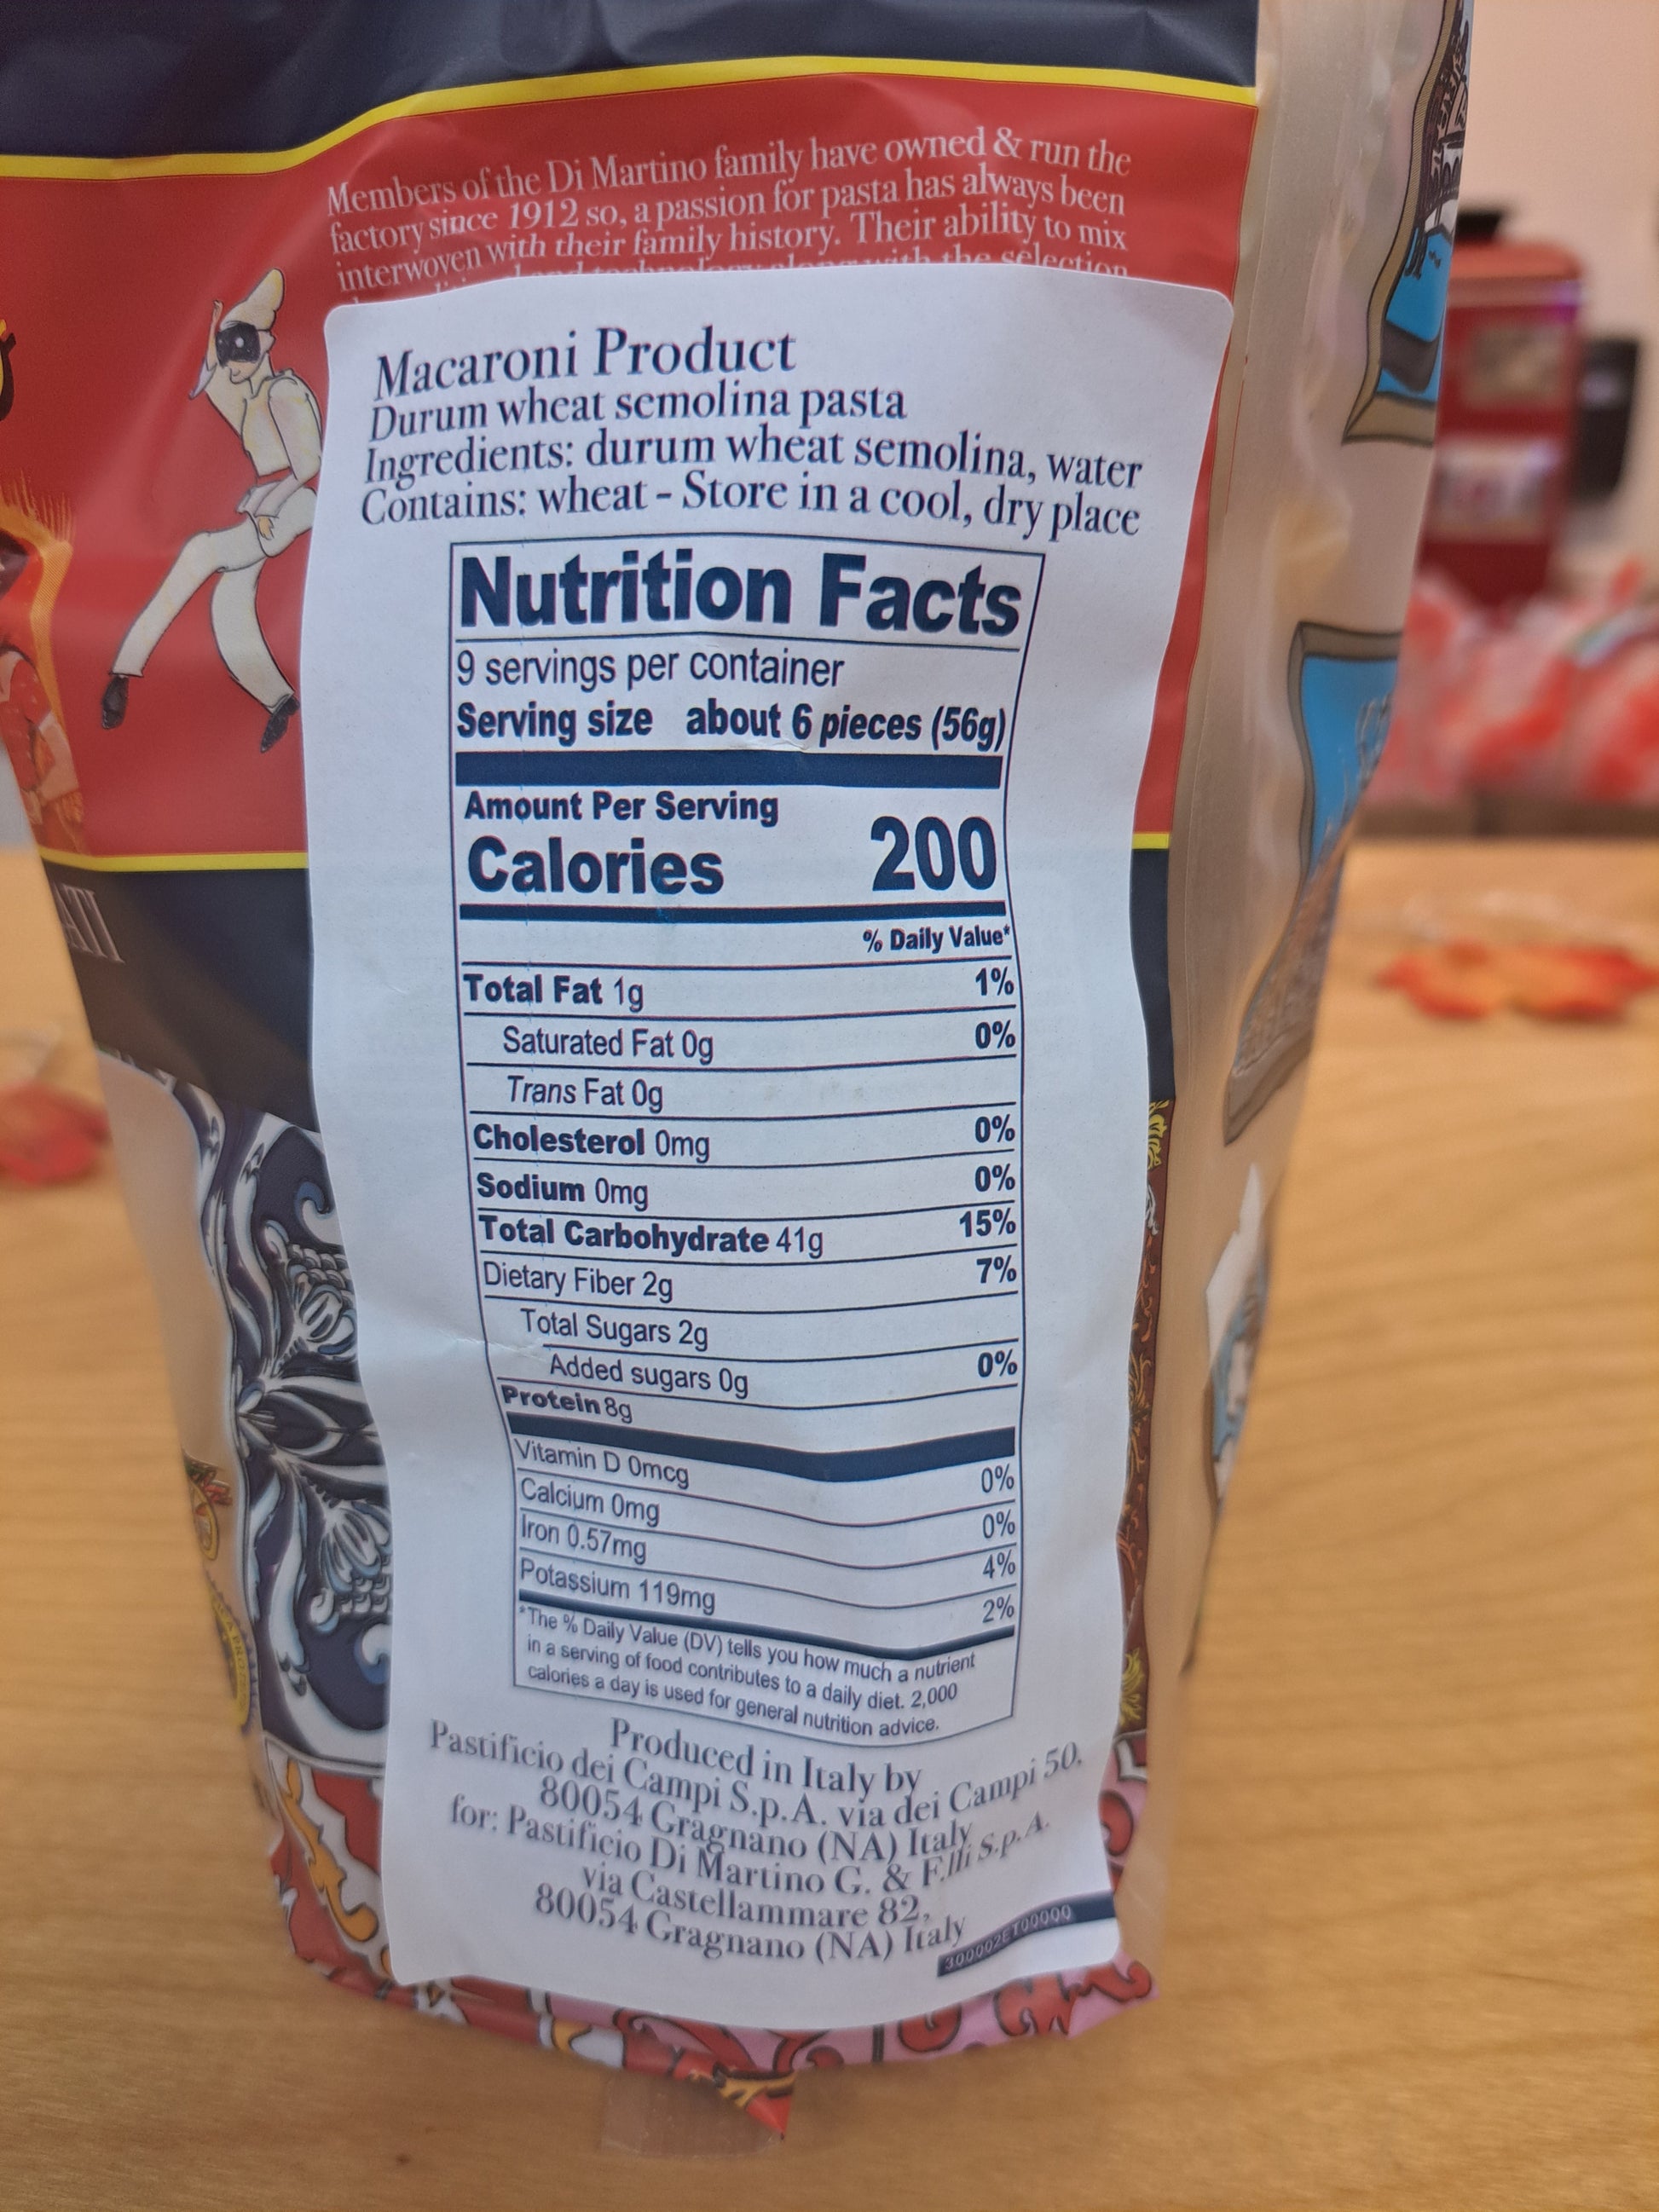 Members of the Di Martino family have owned & run the
factory since 1912 so, a passion for pasta has always been
interwoven with their family history. Their ability to mix
with the selection
ATI
Macaroni Product
Durum wheat semolina pasta
Ingredients: durum wheat semolina, water
Contains: wheat - Store in a cool, dry place
Nutrition Facts
9 servings per container
Serving size about 6 pieces (56g)
Amount Per Serving
Calories 200
% Daily Value*
Total Fat 1g 1%
Saturated Fat 0g 0%
Trans Fat 0g
Cholesterol 0mg 0%
Sodium 0mg 0%
Total Carbohydrate 41g 15%
Dietary Fiber 2g 7%
Total Sugars 2g
Added sugars 0g 0%
Protein 8g
Vitamin D 0mcg 0%
Calcium 0mg 0%
Iron 0.57mg 4%
Potassium 119mg 2%
*The % Daily Value (DV) tells you how much a nutrient
in a serving of food contributes to a daily diet. 2,000
calories a day is used for general nutrition advice.
Produced in Italy by
Pastificio dei Campi S.p.A. via dei Campi 50,
80054 Gragnano (NA) Italy
for: Pastificio Di Martino G. & F.lli S.p.A.
via Castellammare 82,
80054 Gragnano (NA) Italy
300002ET00000